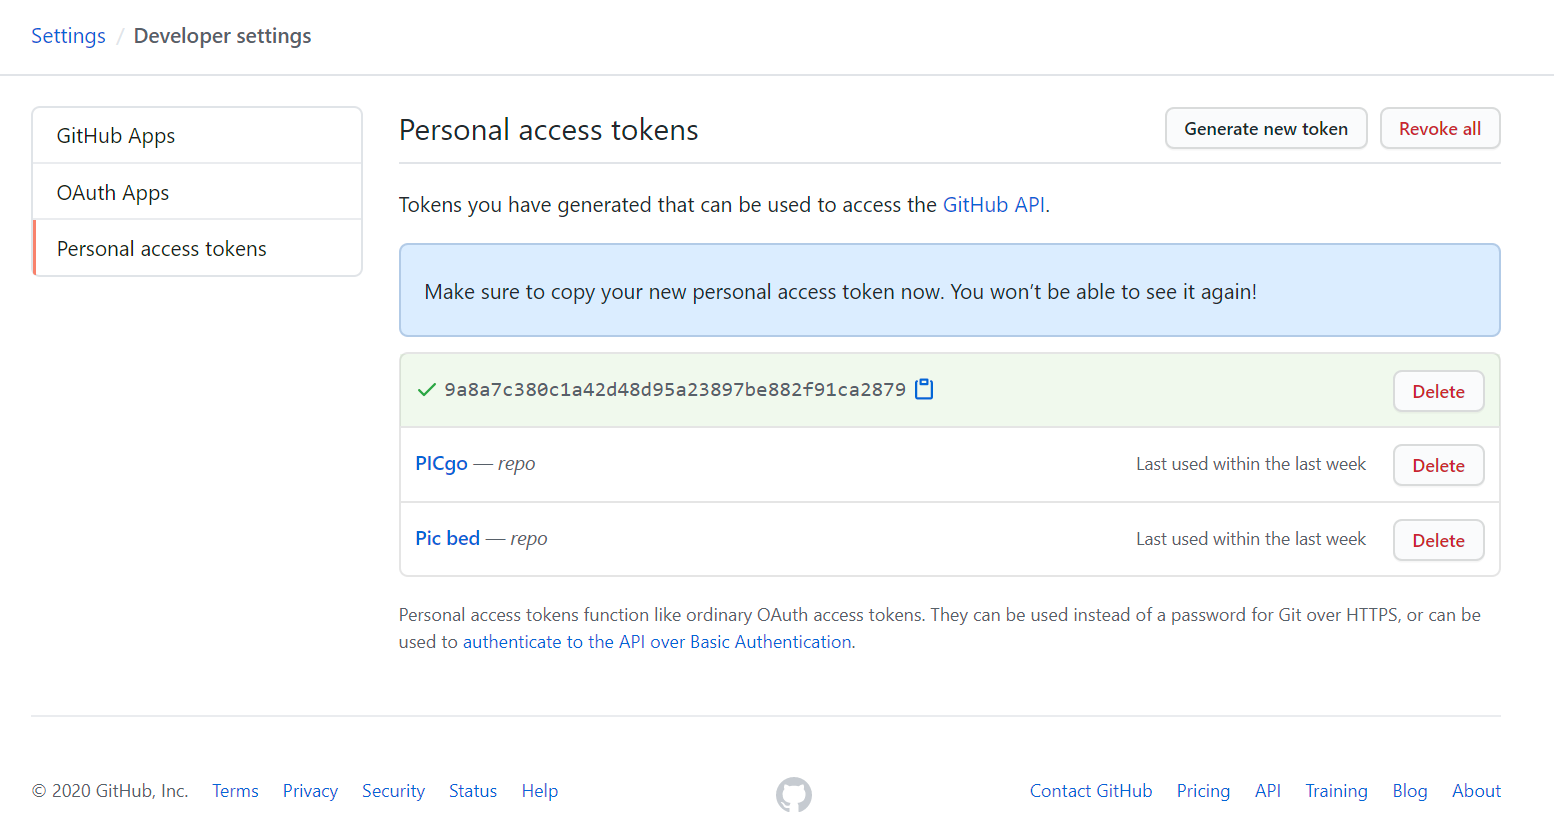 Settings / Developer settings
GitHub Apps
OAuth Apps
Personal access tokens
Personal access tokens
Generate new token
Revoke all
Tokens you have generated that can be used to access the GitHub API.
Make sure to copy your new personal access token now. You won’t be able to see it again!
9a8a7c380c1a42d48d95a23897be882f91ca2879
Delete
PICgo — repo
Last used within the last week
Delete
Pic bed — repo
Last used within the last week
Delete
Personal access tokens function like ordinary OAuth access tokens. They can be used instead of a password for Git over HTTPS, or can be
used to authenticate to the API over Basic Authentication.
© 2020 GitHub, Inc. Terms Privacy Security Status Help
Contact GitHub Pricing API Training Blog About